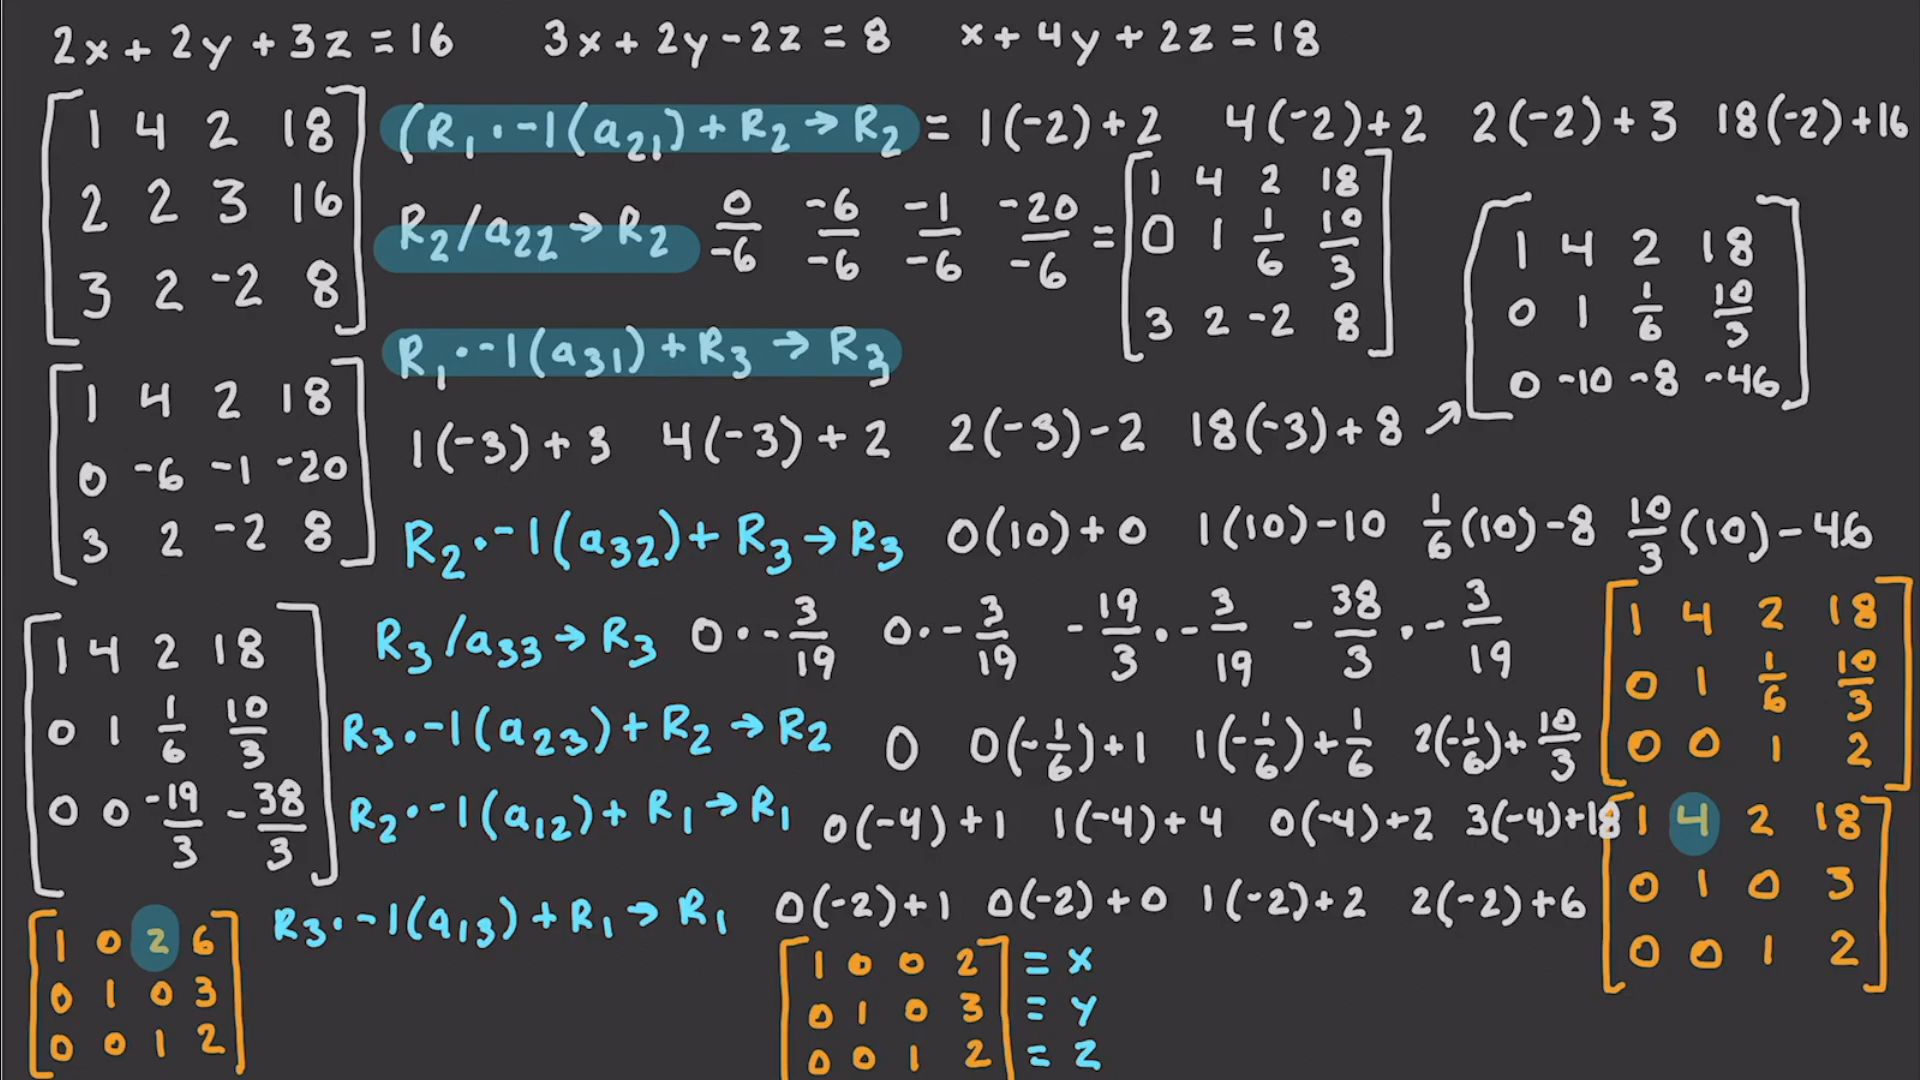 2x + 2y + 3z = 16   3x + 2y - 2z = 8   x + 4y + 2z = 18
[1 4 2 18]
[2 2 3 16]
[3 2 -2 8]
(R₁ · -1(a₂₁) + R₂ → R₂ = 1(-2)+2   4(-2)+2   2(-2)+3   18(-2)+16
R₂/a₂₂ → R₂   0/-6   -6/-6   -1/-6   -20/-6 =
[1 4 2 18]
[0 1 1/6 10/3]
[3 2 -2 8]
R₁ · -1(a₃₁) + R₃ → R₃
[1 4 2 18]
[0 -6 -1 -20]
[3 2 -2 8]
1(-3)+3   4(-3)+2   2(-3)-2   18(-3)+8 →
[1 4 2 18]
[0 1 1/6 10/3]
[0 -10 -8 -46]
R₂ · -1(a₃₂) + R₃ → R₃   0(10)+0   1(10)-10   1/6(10)-8   10/3(10)-46
[1 4 2 18]
[0 1 1/6 10/3]
[0 0 -19/3 -38/3]
R₃/a₃₃ → R₃   0 · -3/19   0 · -3/19   -19/3 · -3/19   -38/3 · -3/19
[1 4 2 18]
[0 1 1/6 10/3]
[0 0 1 2]
R₃ · -1(a₂₃) + R₂ → R₂   0   0(-1/6)+1   1(-1/6)+1/6   2(-1/6)+10/3
[1 4 2 18]
[0 1 0 3]
[0 0 1 2]
R₂ · -1(a₁₂) + R₁ → R₁   0(-4)+1   1(-4)+4   0(-4)+2   3(-4)+18
[1 0 2 6]
[0 1 0 3]
[0 0 1 2]
R₃ · -1(a₁₃) + R₁ → R₁   0(-2)+1   0(-2)+0   1(-2)+2   2(-2)+6
[1 0 0 2] = x
[0 1 0 3] = y
[0 0 1 2] = z